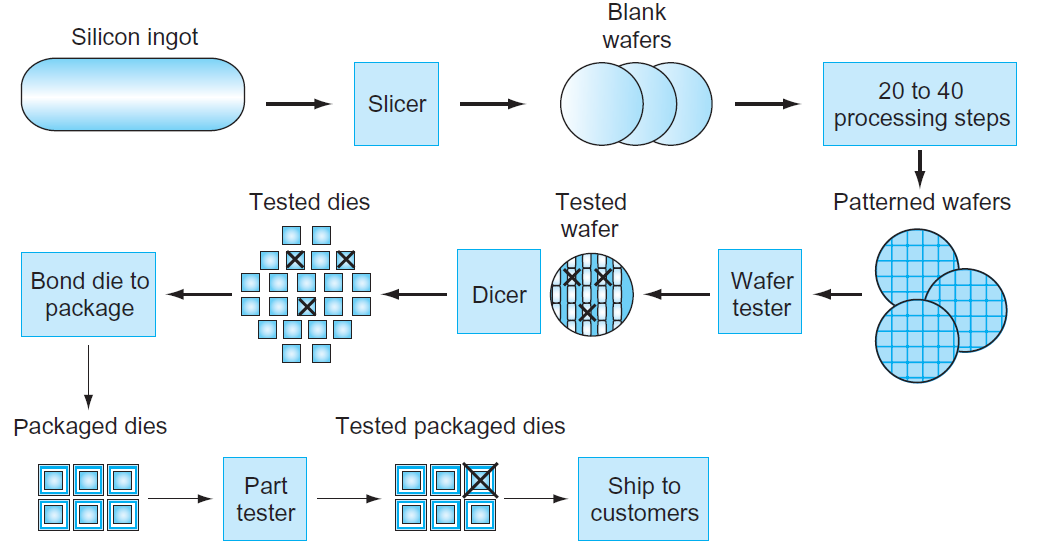 Silicon ingot
Slicer
Blank
wafers
20 to 40
processing steps
Patterned wafers
Wafer
tester
Tested
wafer
Dicer
Tested dies
Bond die to
package
Packaged dies
Part
tester
Tested packaged dies
Ship to
customers